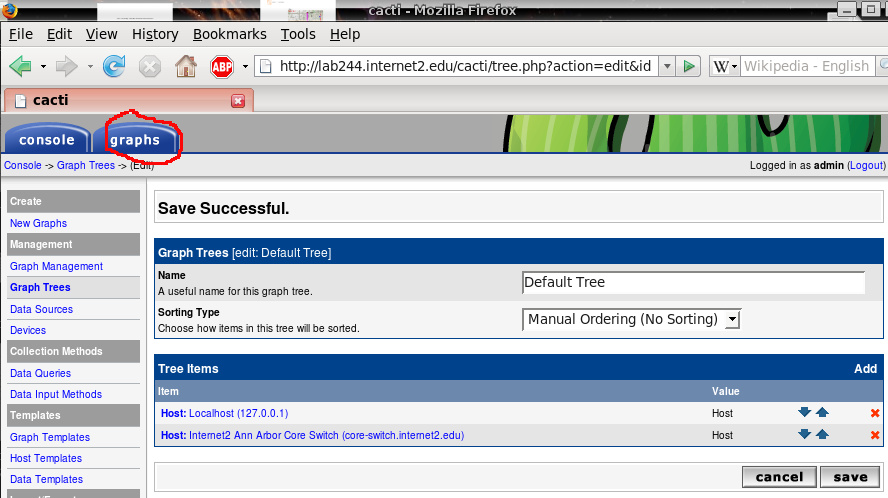 cacti - Mozilla Firefox
File Edit View History Bookmarks Tools Help
ABP http://lab244.internet2.edu/cacti/tree.php?action=edit&id W Wikipedia - English
cacti
console graphs
Console -> Graph Trees -> (Edit) Logged in as admin (Logout)
Create
New Graphs
Management
Graph Management
Graph Trees
Data Sources
Devices
Collection Methods
Data Queries
Data Input Methods
Templates
Graph Templates
Host Templates
Data Templates
Save Successful.
Graph Trees [edit: Default Tree]
Name
A useful name for this graph tree.
Default Tree
Sorting Type
Choose how items in this tree will be sorted.
Manual Ordering (No Sorting)
Tree Items Add
Item Value
Host: Localhost (127.0.0.1) Host
Host: Internet2 Ann Arbor Core Switch (core-switch.internet2.edu) Host
cancel save